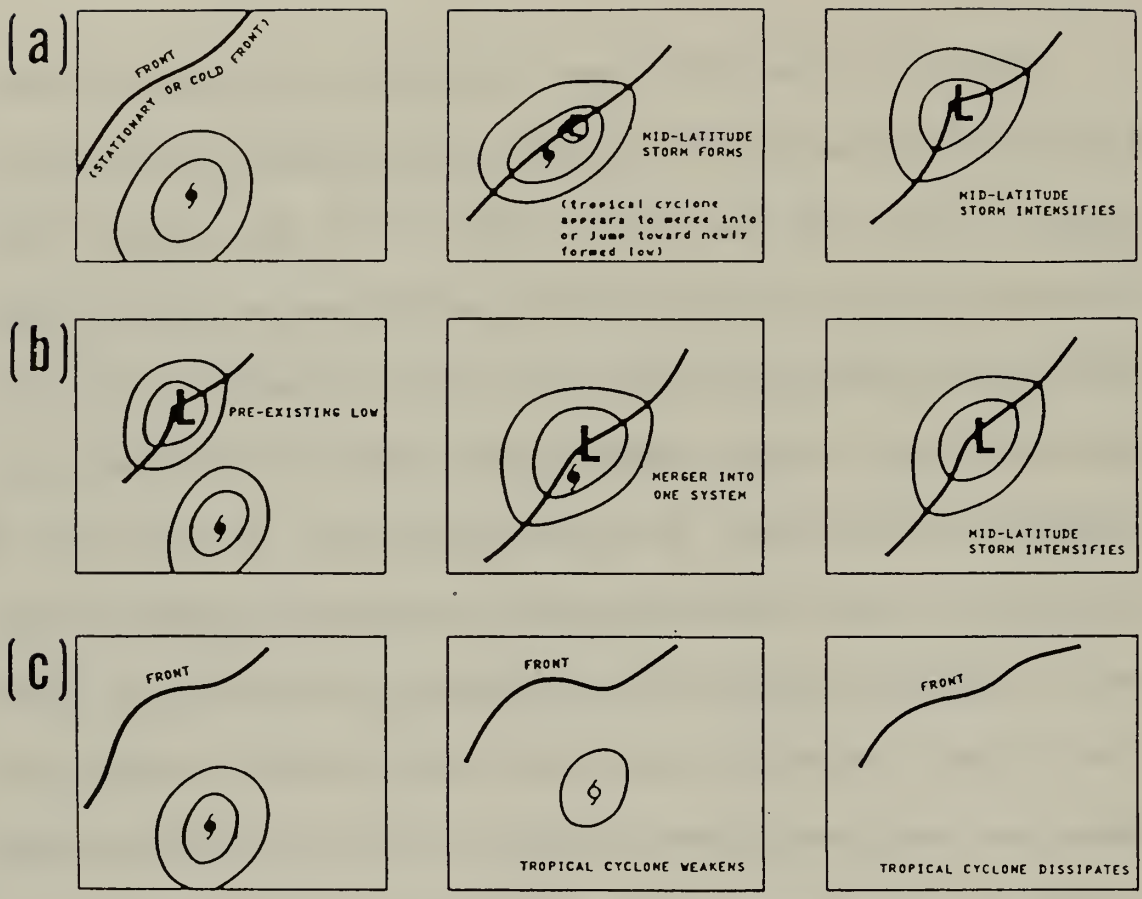 (a)
FRONT
(STATIONARY OR COLD FRONT)
L
MID-LATITUDE
STORM FORMS
(tropical cyclone
appears to merge into
or jump toward newly
formed low)
L
MID-LATITUDE
STORM INTENSIFIES
(b)
L
PRE-EXISTING LOW
L
MERGER INTO
ONE SYSTEM
L
MID-LATITUDE
STORM INTENSIFIES
(c)
FRONT
FRONT
TROPICAL CYCLONE WEAKENS
FRONT
TROPICAL CYCLONE DISSIPATES